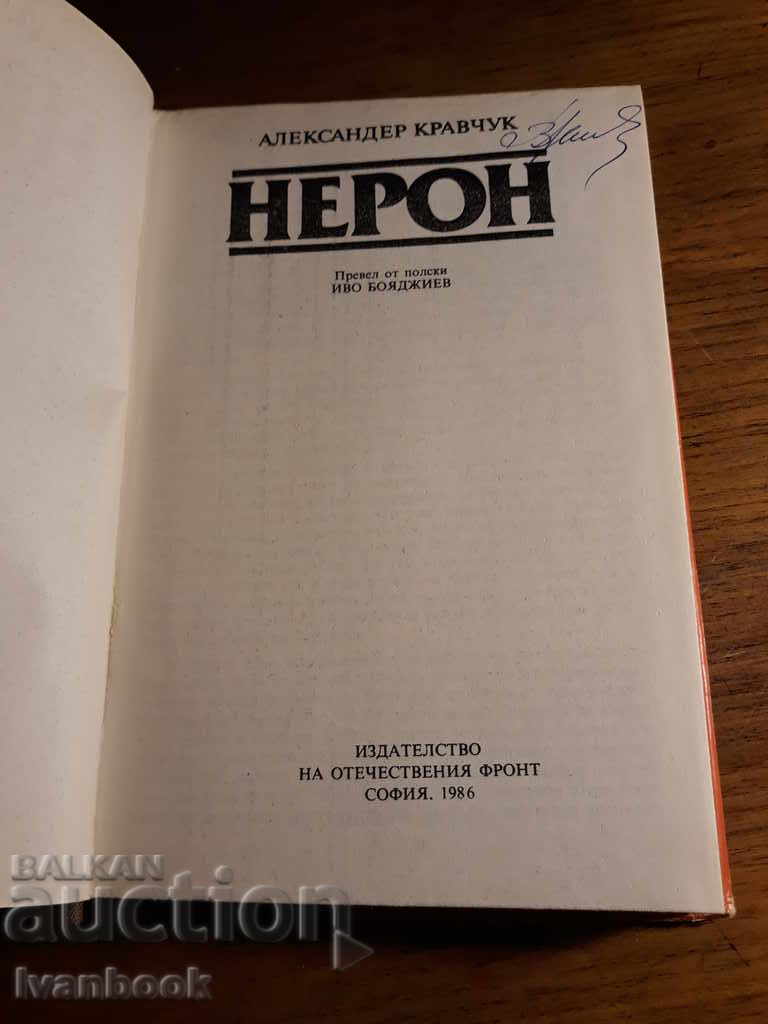 АЛЕКСАНДЕР КРАВЧУК
НЕРОН
Превел от полски
ИВО БОЯДЖИЕВ
ИЗДАТЕЛСТВО
НА ОТЕЧЕСТВЕНИЯ ФРОНТ
СОФИЯ. 1986
BALKAN
auction
Ivanbook